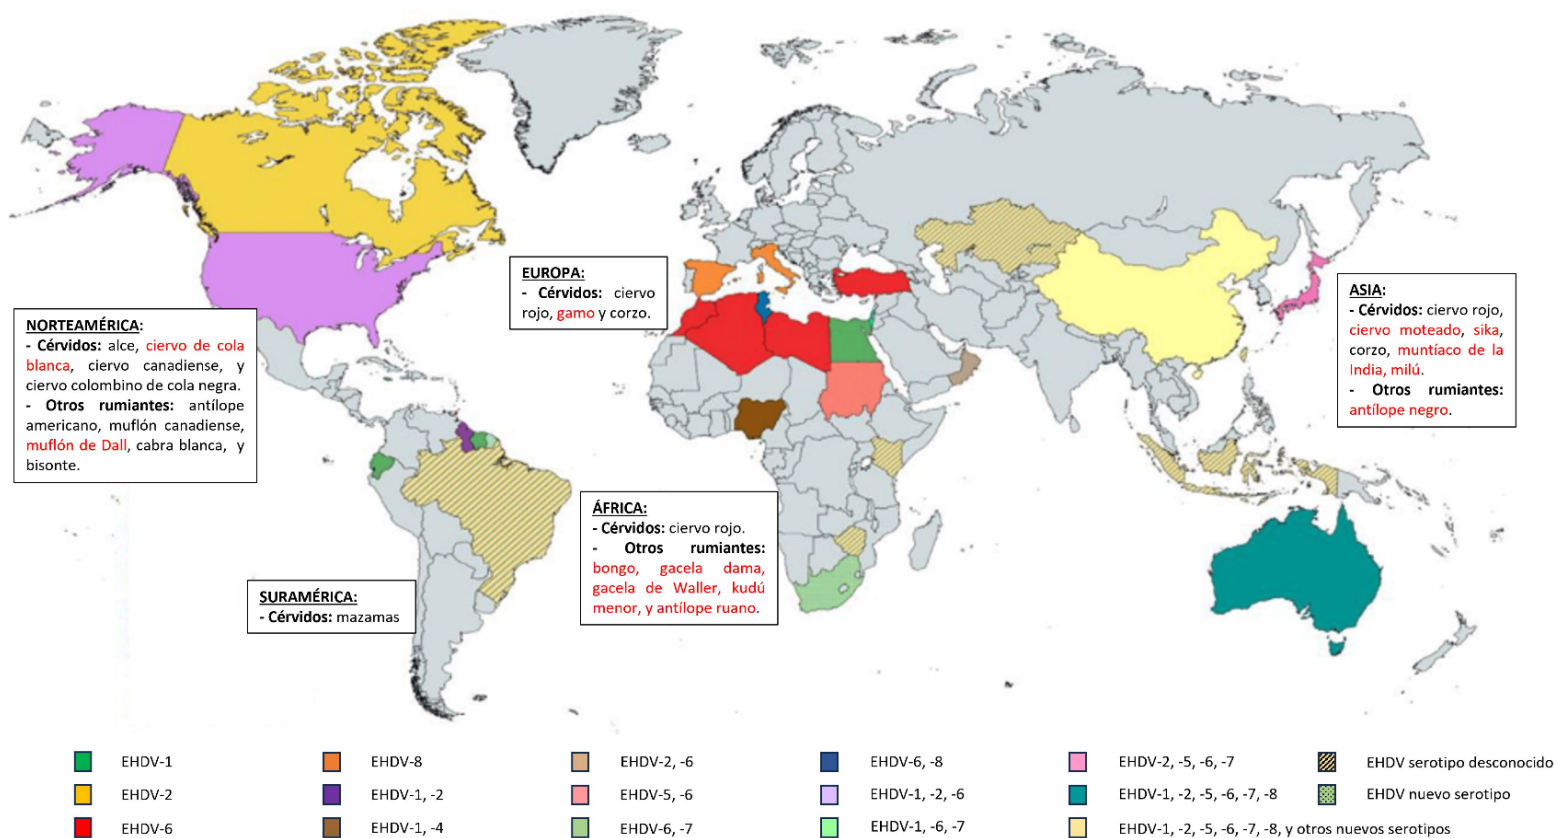 EUROPA:
- Cérvidos: ciervo
rojo, gamo y corzo.
NORTEAMÉRICA:
- Cérvidos: alce, ciervo de cola
blanca, ciervo canadiense, y
ciervo colombino de cola negra.
- Otros rumiantes: antílope
americano, muflón canadiense,
muflón de Dall, cabra blanca, y
bisonte.
ASIA:
- Cérvidos: ciervo rojo,
ciervo moteado, sika,
corzo, muntíaco de la
India, milú.
- Otros rumiantes:
antílope negro.
ÁFRICA:
- Cérvidos: ciervo rojo.
- Otros rumiantes:
bongo, gacela dama,
gacela de Waller, kudú
menor, y antílope ruano.
SURAMÉRICA:
- Cérvidos: mazamas
EHDV-1
EHDV-2
EHDV-6
EHDV-8
EHDV-1, -2
EHDV-1, -4
EHDV-2, -6
EHDV-5, -6
EHDV-6, -7
EHDV-6, -8
EHDV-1, -2, -6
EHDV-1, -6, -7
EHDV-2, -5, -6, -7
EHDV-1, -2, -5, -6, -7, -8
EHDV-1, -2, -5, -6, -7, -8, y otros nuevos serotipos
EHDV serotipo desconocido
EHDV nuevo serotipo